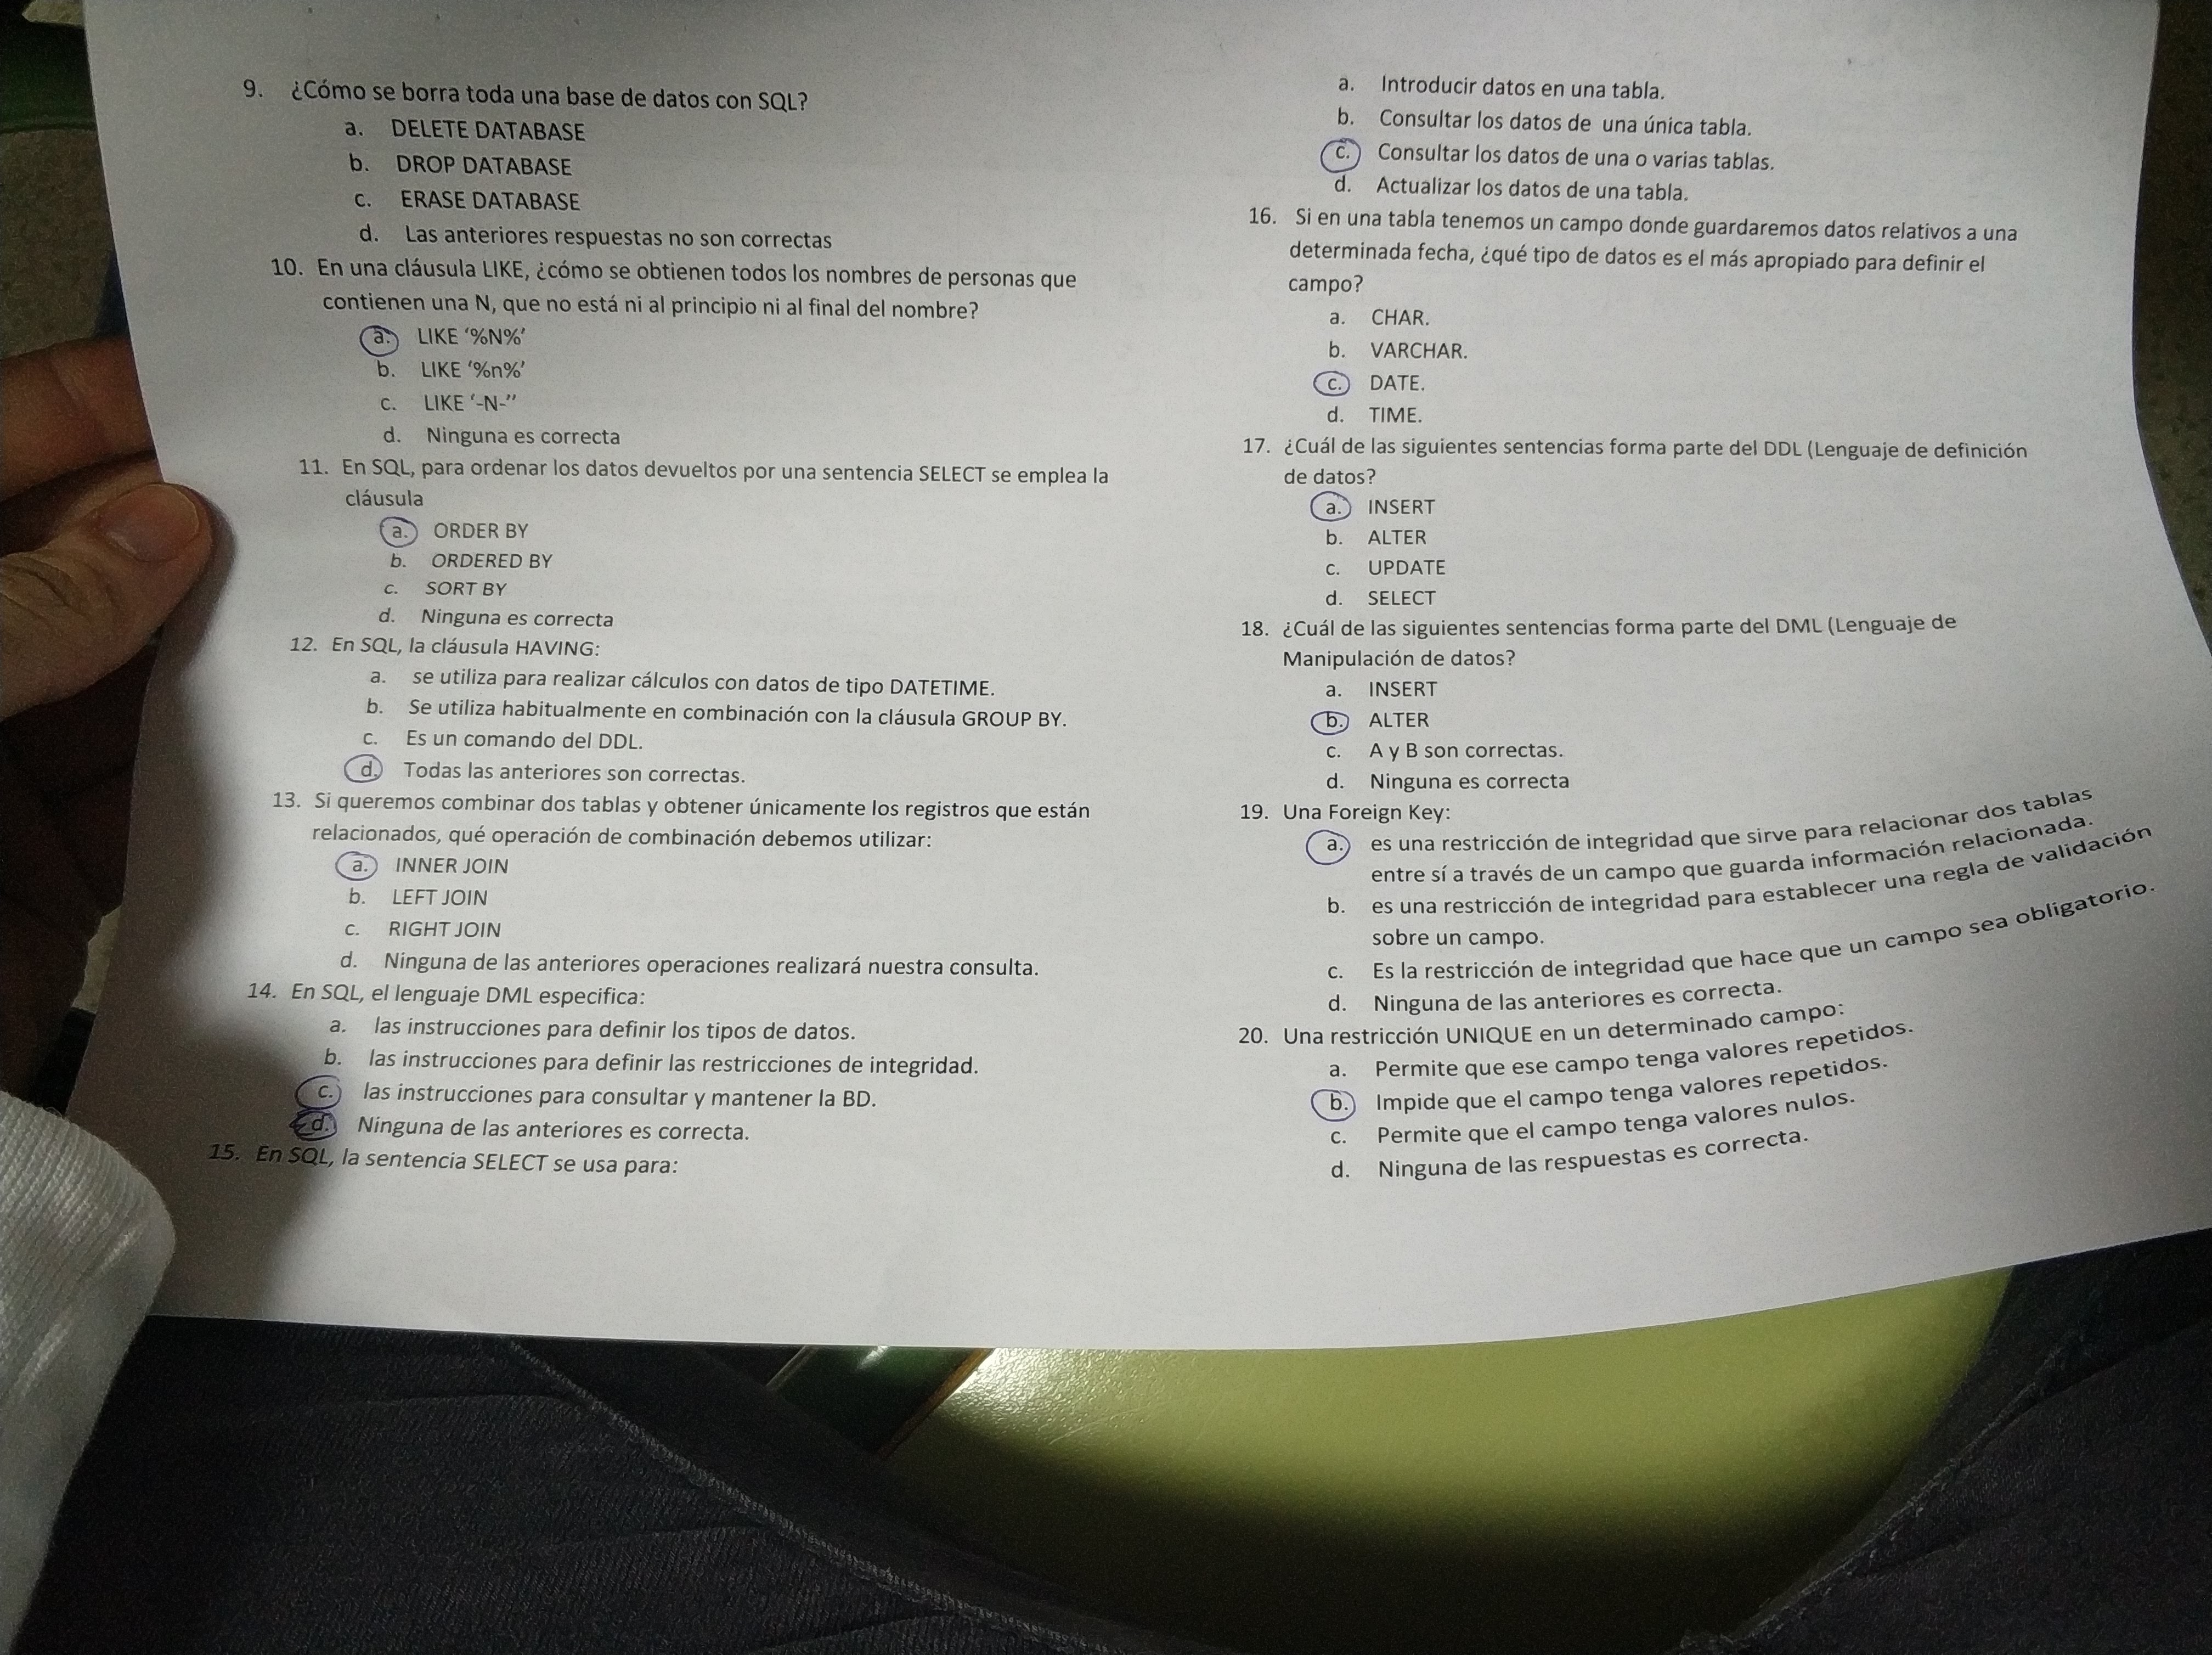 9. ¿Cómo se borra toda una base de datos con SQL?
a. DELETE DATABASE
b. DROP DATABASE
c. ERASE DATABASE
d. Las anteriores respuestas no son correctas
10. En una cláusula LIKE, ¿cómo se obtienen todos los nombres de personas que
contienen una N, que no está ni al principio ni al final del nombre?
a. LIKE ‘%N%’
b. LIKE ‘%n%’
c. LIKE ‘-N-’’
d. Ninguna es correcta
11. En SQL, para ordenar los datos devueltos por una sentencia SELECT se emplea la
cláusula
a. ORDER BY
b. ORDERED BY
c. SORT BY
d. Ninguna es correcta
12. En SQL, la cláusula HAVING:
a. se utiliza para realizar cálculos con datos de tipo DATETIME.
b. Se utiliza habitualmente en combinación con la cláusula GROUP BY.
c. Es un comando del DDL.
d. Todas las anteriores son correctas.
13. Si queremos combinar dos tablas y obtener únicamente los registros que están
relacionados, qué operación de combinación debemos utilizar:
a. INNER JOIN
b. LEFT JOIN
c. RIGHT JOIN
d. Ninguna de las anteriores operaciones realizará nuestra consulta.
14. En SQL, el lenguaje DML especifica:
a. las instrucciones para definir los tipos de datos.
b. las instrucciones para definir las restricciones de integridad.
c. las instrucciones para consultar y mantener la BD.
d. Ninguna de las anteriores es correcta.
15. En SQL, la sentencia SELECT se usa para:
a. Introducir datos en una tabla.
b. Consultar los datos de una única tabla.
c. Consultar los datos de una o varias tablas.
d. Actualizar los datos de una tabla.
16. Si en una tabla tenemos un campo donde guardaremos datos relativos a una
determinada fecha, ¿qué tipo de datos es el más apropiado para definir el
campo?
a. CHAR.
b. VARCHAR.
c. DATE.
d. TIME.
17. ¿Cuál de las siguientes sentencias forma parte del DDL (Lenguaje de definición
de datos?
a. INSERT
b. ALTER
c. UPDATE
d. SELECT
18. ¿Cuál de las siguientes sentencias forma parte del DML (Lenguaje de
Manipulación de datos?
a. INSERT
b. ALTER
c. A y B son correctas.
d. Ninguna es correcta
19. Una Foreign Key:
a. es una restricción de integridad que sirve para relacionar dos tablas
entre sí a través de un campo que guarda información relacionada.
b. es una restricción de integridad para establecer una regla de validación
sobre un campo.
c. Es la restricción de integridad que hace que un campo sea obligatorio.
d. Ninguna de las anteriores es correcta.
20. Una restricción UNIQUE en un determinado campo:
a. Permite que ese campo tenga valores repetidos.
b. Impide que el campo tenga valores repetidos.
c. Permite que el campo tenga valores nulos.
d. Ninguna de las respuestas es correcta.